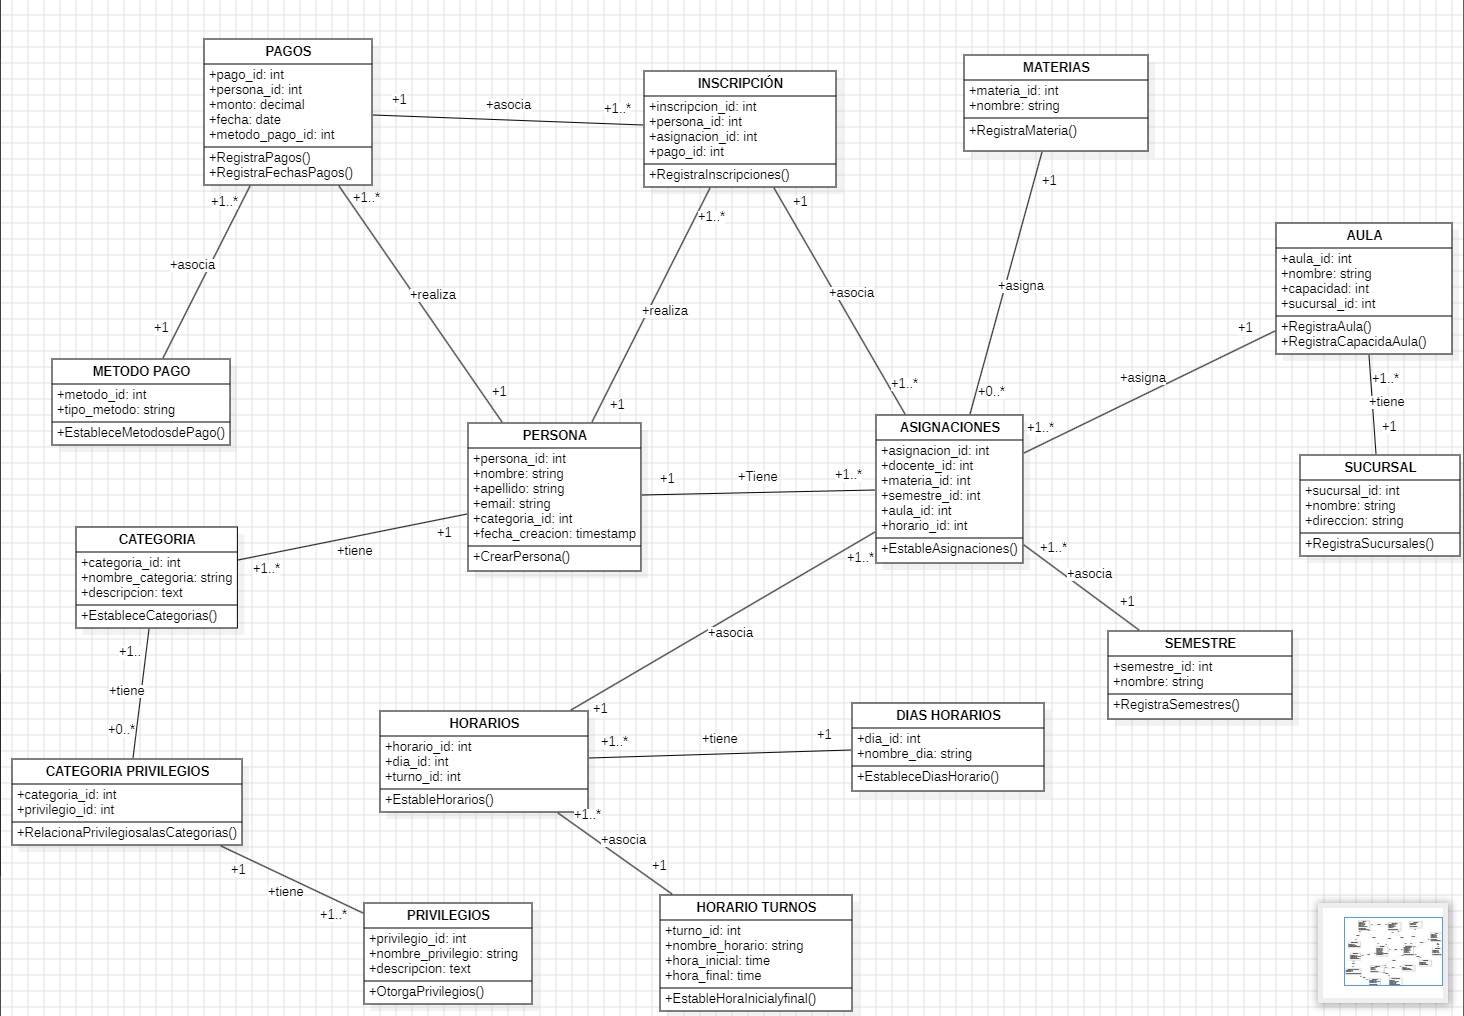 PAGOS
+pago_id: int
+persona_id: int
+monto: decimal
+fecha: date
+metodo_pago_id: int
+RegistraPagos()
+RegistraFechasPagos()
+1
+asocia
+1..*
INSCRIPCIÓN
+inscripcion_id: int
+persona_id: int
+asignacion_id: int
+pago_id: int
+RegistraInscripciones()
MATERIAS
+materia_id: int
+nombre: string
+RegistraMateria()
+1..*
+asocia
+1
+1..*
+realiza
+1
+1..*
+realiza
+1
+1
+asocia
+1..*
+1
+asigna
+0..*
AULA
+aula_id: int
+nombre: string
+capacidad: int
+sucursal_id: int
+RegistraAula()
+RegistraCapacidaAula()
+1
+asigna
+1..*
+1..*
+tiene
+1
METODO PAGO
+metodo_id: int
+tipo_metodo: string
+EstableceMetodosdePago()
PERSONA
+persona_id: int
+nombre: string
+apellido: string
+email: string
+categoria_id: int
+fecha_creacion: timestamp
+CrearPersona()
+1
+Tiene
+1..*
ASIGNACIONES
+asignacion_id: int
+docente_id: int
+materia_id: int
+semestre_id: int
+aula_id: int
+horario_id: int
+EstableAsignaciones()
SUCURSAL
+sucursal_id: int
+nombre: string
+direccion: string
+RegistraSucursales()
CATEGORIA
+categoria_id: int
+nombre_categoria: string
+descripcion: text
+EstableceCategorias()
+1
+tiene
+1..*
+1..*
+asocia
+1
+1..*
+asocia
+1
SEMESTRE
+semestre_id: int
+nombre: string
+RegistraSemestres()
+1..
+tiene
+0..*
CATEGORIA PRIVILEGIOS
+categoria_id: int
+privilegio_id: int
+RelacionaPrivilegiosalasCategorias()
HORARIOS
+horario_id: int
+dia_id: int
+turno_id: int
+EstableHorarios()
+1..*
+tiene
+1
DIAS HORARIOS
+dia_id: int
+nombre_dia: string
+EstableceDiasHorario()
+1..*
+asocia
+1
+1
+tiene
+1..*
PRIVILEGIOS
+privilegio_id: int
+nombre_privilegio: string
+descripcion: text
+OtorgaPrivilegios()
HORARIO TURNOS
+turno_id: int
+nombre_horario: string
+hora_inicial: time
+hora_final: time
+EstableHoraInicialyfinal()